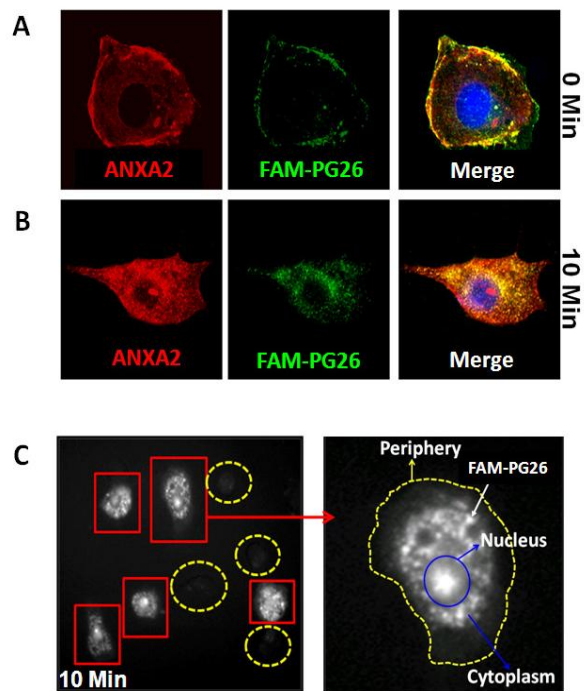 A
ANXA2
FAM-PG26
Merge
0 Min
B
ANXA2
FAM-PG26
Merge
10 Min
C
10 Min
Periphery
FAM-PG26
Nucleus
Cytoplasm